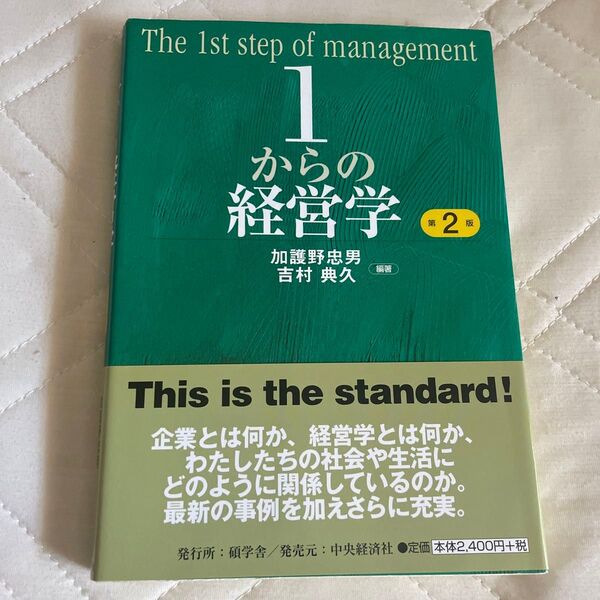 The 1st step of management
1
からの
経営学
第2版
加護野忠男
吉村 典久
編著
This is the standard!
企業とは何か、経営学とは何か、
わたしたちの社会や生活に
どのように関係しているのか。
最新の事例を加えさらに充実。
発行所：碩学舎／発売元：中央経済社 ●定価 本体2,400円+税